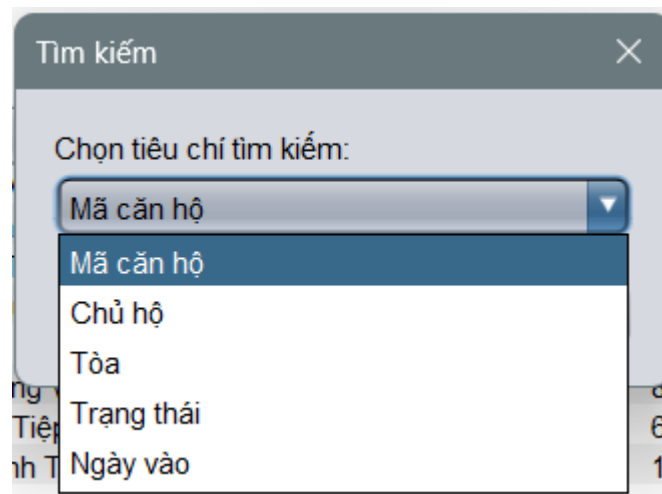 Tìm kiếm
Chọn tiêu chí tìm kiếm:
Mã căn hộ
Mã căn hộ
Chủ hộ
Tòa
Trạng thái
Ngày vào